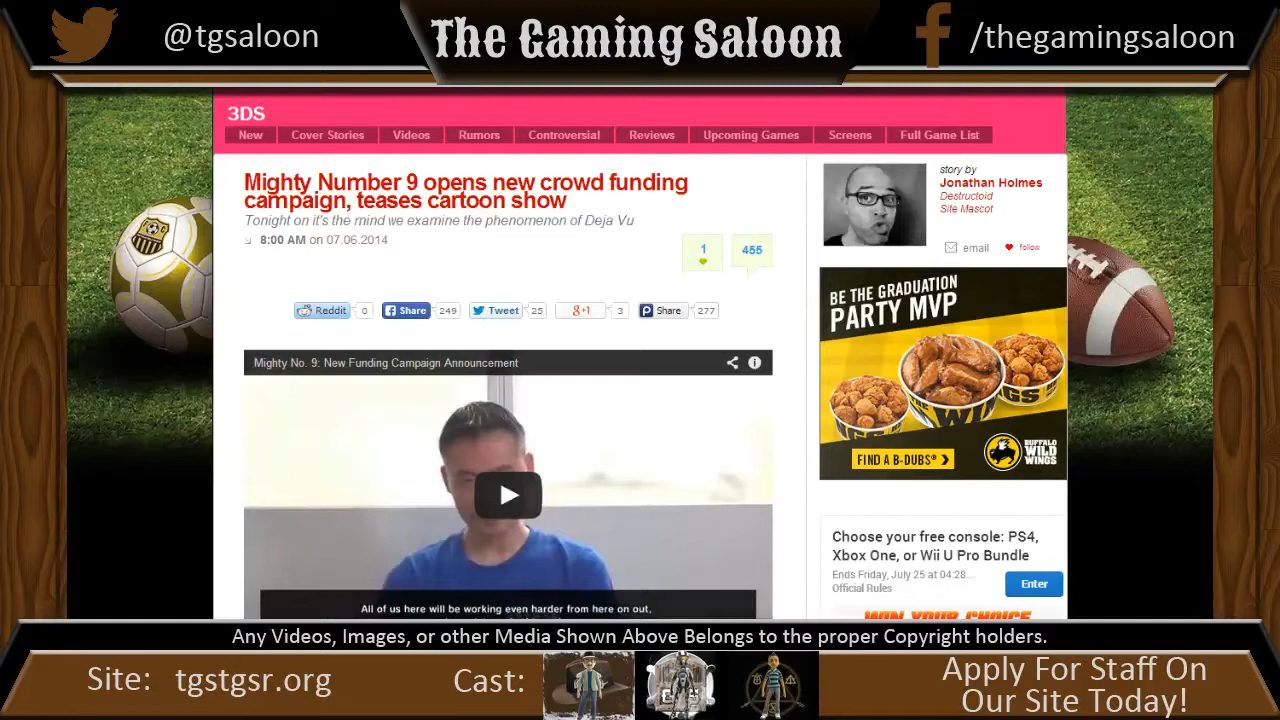 @tgsaloon
The Gaming Saloon
/thegamingsaloon
3DS
New Cover Stories Videos Rumors Controversial Reviews Upcoming Games Screens Full Game List
Mighty Number 9 opens new crowd funding
campaign, teases cartoon show
Tonight on it's the mind we examine the phenomenon of Deja Vu
8:00 AM on 07.06.2014
1
455
Reddit 0 Share 249 Tweet 25 g+1 3 Share 277
Mighty No. 9: New Funding Campaign Announcement
All of us here will be working even harder from here on out,
story by
Jonathan Holmes
Destructoid
Site Mascot
email follow
BE THE GRADUATION
PARTY MVP
FIND A B-DUBS®
BUFFALO
WILD
WINGS
Choose your free console: PS4,
Xbox One, or Wii U Pro Bundle
Ends Friday, July 25 at 04:28...
Official Rules
Enter
WIN YOUR CHOICE
Any Videos, Images, or other Media Shown Above Belongs to the proper Copyright holders.
Site: tgstgsr.org
Cast:
Apply For Staff On
Our Site Today!